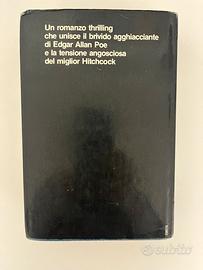 Un romanzo thrilling
che unisce il brivido agghiacciante
di Edgar Allan Poe
e la tensione angosciosa
del miglior Hitchcock
subito